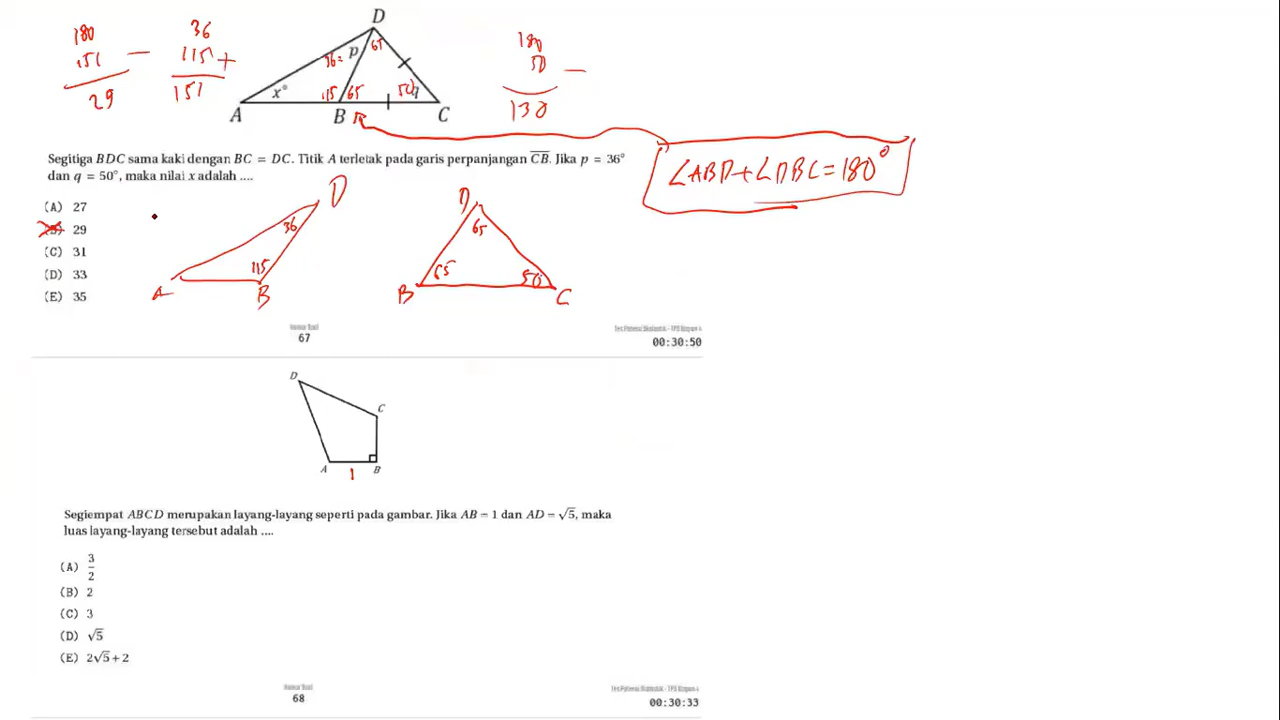 180
151 —
29
36
115 +
151
D
36° p 65
x° 115 65 50 q
A B C
180
50 —
130
∠ABD+∠DBC=180°
Segitiga BDC sama kaki dengan BC = DC. Titik A terletak pada garis perpanjangan C̅B̅. Jika p = 36°
dan q = 50°, maka nilai x adalah ....
(A) 27
29
(C) 31
(D) 33
(E) 35
D
36
115
A B
D
65
65 50
B C
67
00:30:50
D
C
A B
1
Segiempat ABCD merupakan layang-layang seperti pada gambar. Jika AB = 1 dan AD = √5, maka
luas layang-layang tersebut adalah ....
(A) 3/2
(B) 2
(C) 3
(D) √5
(E) 2√5 + 2
68
00:30:33